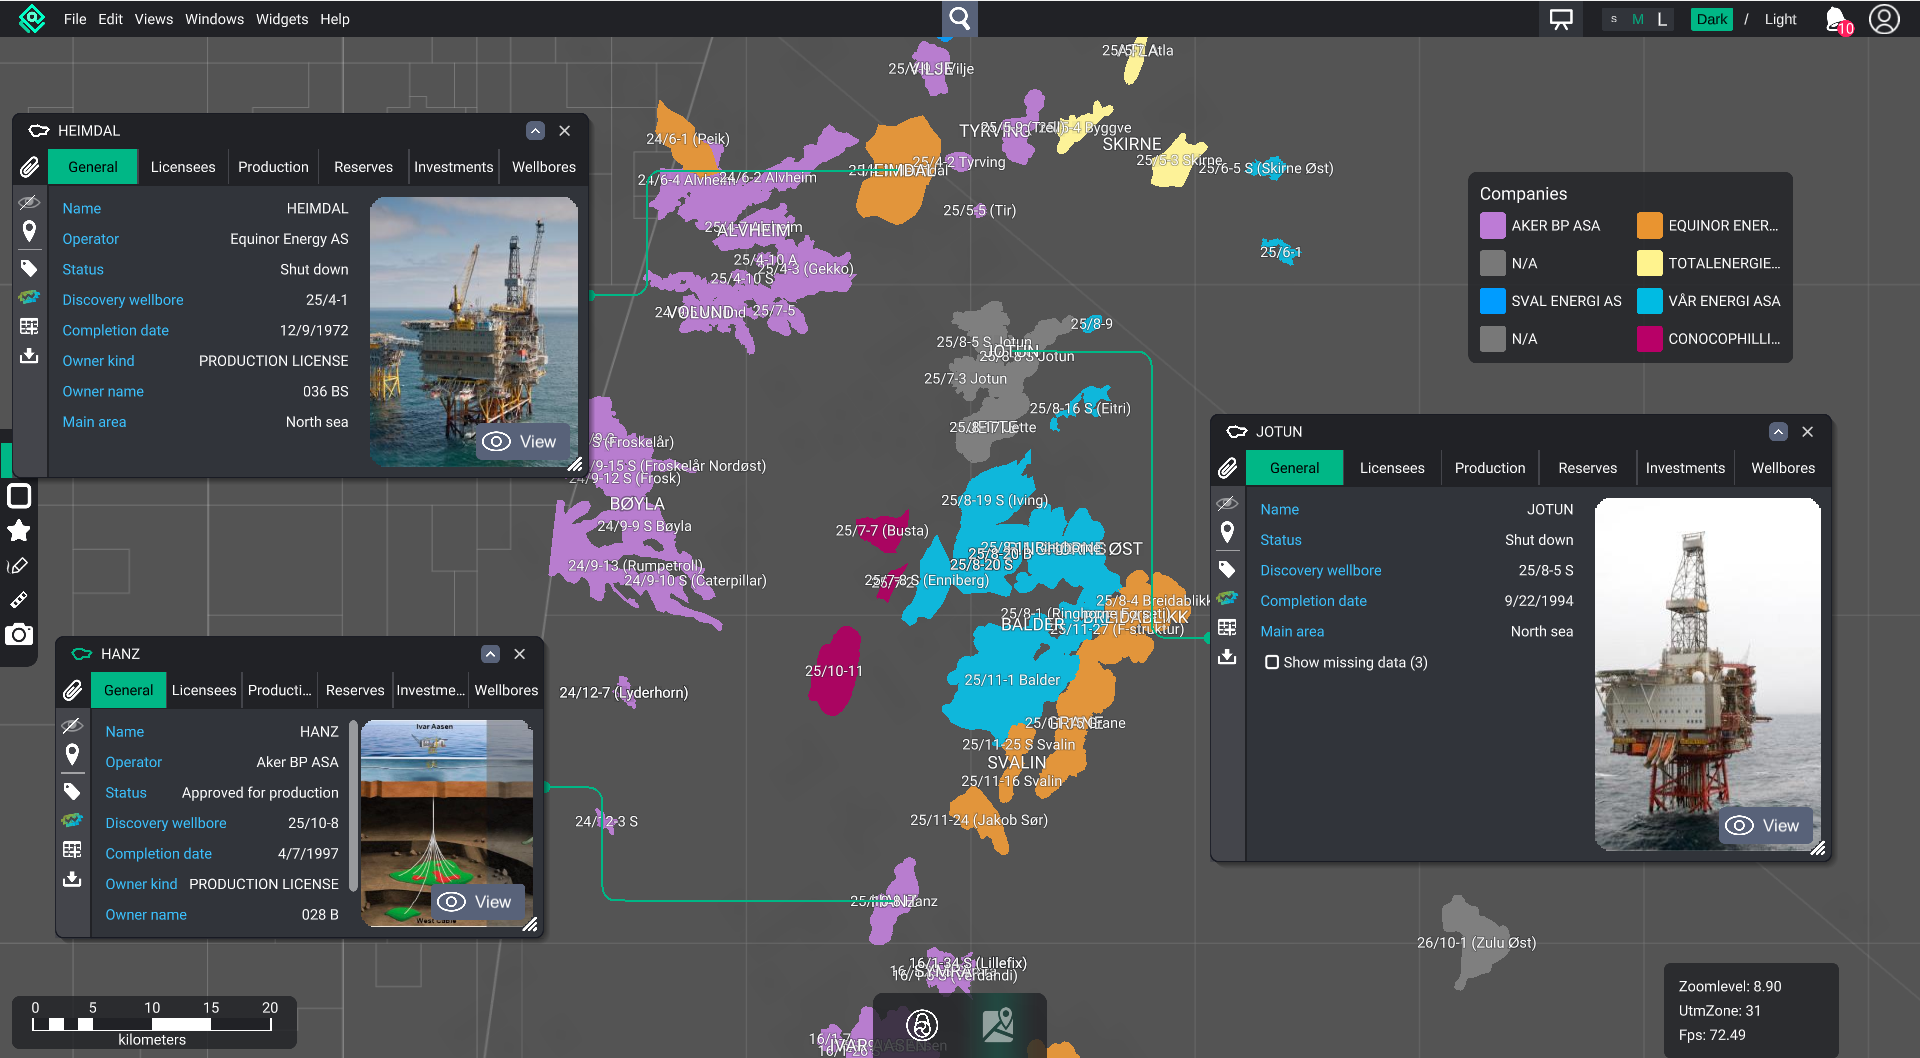 File Edit Views Windows Widgets Help
S M L Dark / Light 10
HEIMDAL
General Licensees Production Reserves Investments Wellbores
Name HEIMDAL
Operator Equinor Energy AS
Status Shut down
Discovery wellbore 25/4-1
Completion date 12/9/1972
Owner kind PRODUCTION LICENSE
Owner name 036 BS
Main area North sea
View
HANZ
General Licensees Producti... Reserves Investme... Wellbores
Name HANZ
Operator Aker BP ASA
Status Approved for production
Discovery wellbore 25/10-8
Completion date 4/7/1997
Owner kind PRODUCTION LICENSE
Owner name 028 B
Ivar Aasen
West Cable
View
JOTUN
General Licensees Production Reserves Investments Wellbores
Name JOTUN
Status Shut down
Discovery wellbore 25/8-5 S
Completion date 9/22/1994
Main area North sea
Show missing data (3)
View
Companies
AKER BP ASA EQUINOR ENER...
N/A TOTALENERGIE...
SVAL ENERGI AS VÅR ENERGI ASA
N/A CONOCOPHILLI...
VILJE
Atla
24/6-1 (Peik)
TYRVING
Byggve
SKIRNE
25/5-3 Skirne
25/6-5 S (Skirne Øst)
25/4-2 Tyrving
HEIMDAL
24/6-4 Alvheim
24/6-2 Alvheim
25/5-5 (Tir)
ALVHEIM
25/6-1
25/4-10 A
25/4-3 (Gekko)
25/4-10 S
VOLUND
25/7-5
25/8-9
25/8-5 S Jotun
JOTUN
25/8-8 S Jotun
25/7-3 Jotun
25/8-16 S (Eitri)
JETTE
S (Froskelår)
/9-15 S (Froskelår Nordøst)
24/9-12 S (Frosk)
BØYLA
24/9-9 S Bøyla
24/9-13 (Rumpetroll)
24/9-10 S (Caterpillar)
25/8-19 S (Iving)
25/7-7 (Busta)
RINGHORNE ØST
25/8-20 B
25/8-20 S
25/7-8 S (Enniberg)
25/8-4 Breidablikk
25/8-1 (Ringhorne Forseti)
BALDER
BREIDABLIKK
25/11-27 (F-struktur)
25/10-11
25/11-1 Balder
24/12-7 (Lyderhorn)
GRANE
25/11-25 S Svalin
SVALIN
25/11-16 Svalin
25/11-24 (Jakob Sør)
24/12-3 S
HANZ
26/10-1 (Zulu Øst)
16/1-34 S (Lillefix)
SYMRA
IVAR AASEN
0 5 10 15 20
kilometers
Zoomlevel: 8.90
UtmZone: 31
Fps: 72.49